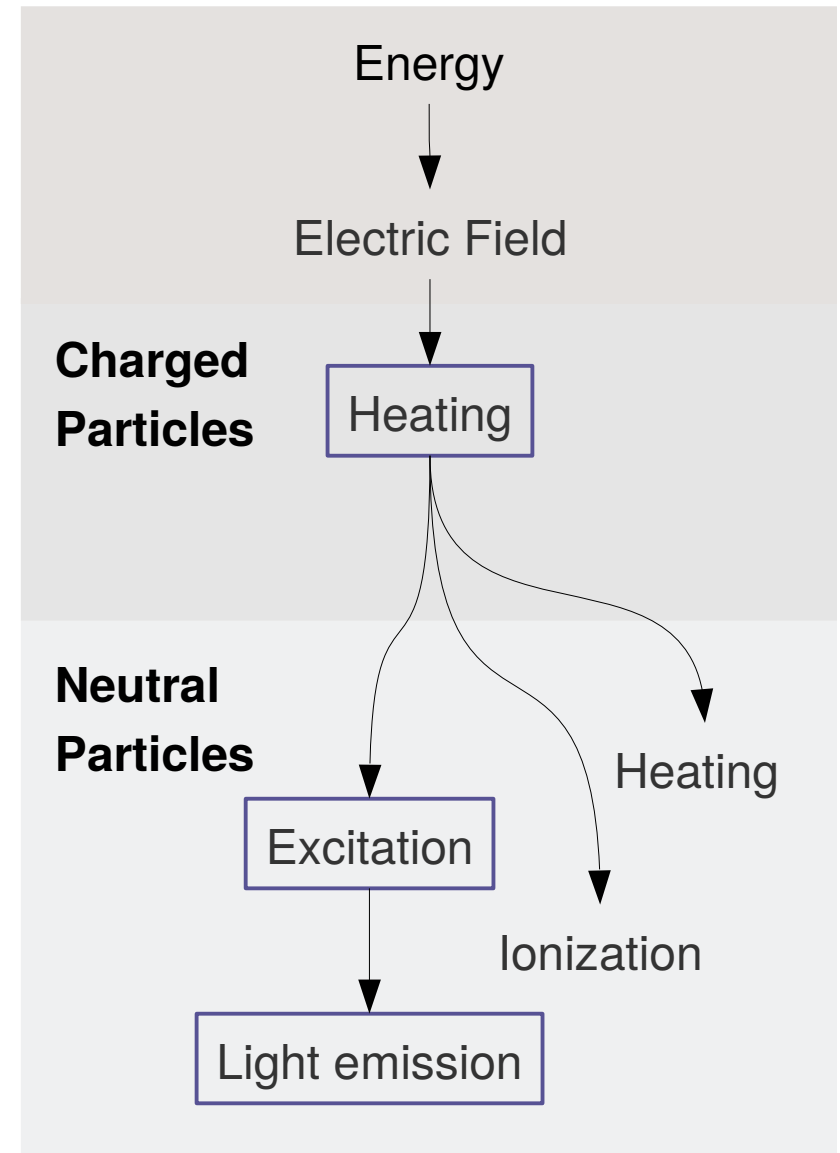 Energy
Electric Field
Charged
Particles
Heating
Neutral
Particles
Heating
Excitation
Ionization
Light emission